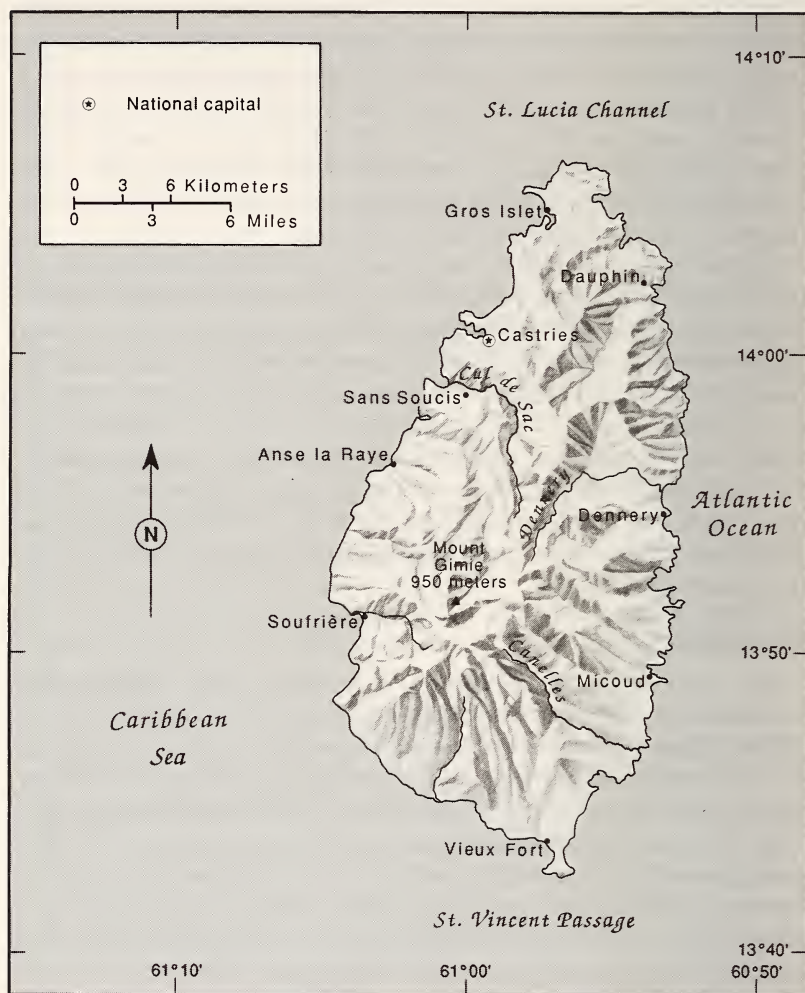 National capital
0 3 6 Kilometers
0 3 6 Miles
14°10'
St. Lucia Channel
Gros Islet
Dauphin
Castries
14°00'
Cul de Sac
Sans Soucis
Anse la Raye
Dennery
Dennery
Atlantic
Ocean
N
Mount
Gimie
950 meters
Soufrière
13°50'
Canelles
Micoud
Caribbean
Sea
Vieux Fort
St. Vincent Passage
13°40'
61°10'
61°00'
60°50'